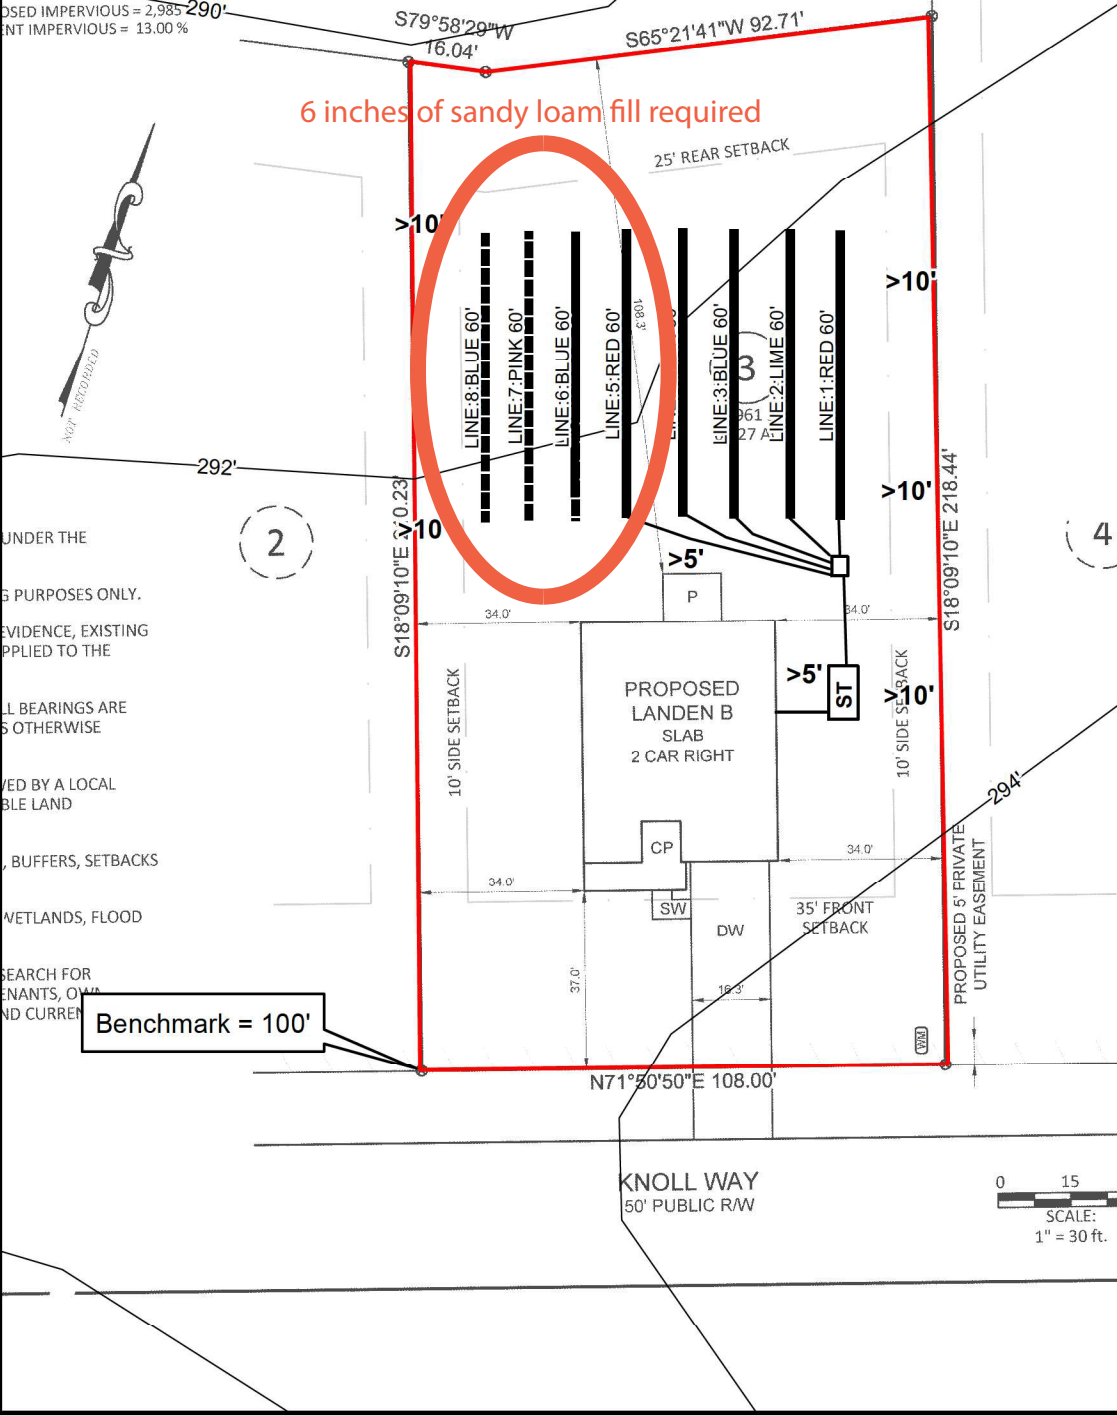 OSED IMPERVIOUS = 2,985
ENT IMPERVIOUS = 13.00 %
290'
S79°58'29"W
16.04'
S65°21'41"W 92.71'
6 inches of sandy loam fill required
25' REAR SETBACK
>10'
>10'
NOT RECORDED
LINE:8:BLUE 60'
LINE:7:PINK 60'
LINE:6:BLUE 60'
LINE:5:RED 60'
108.3'
LINE:3:BLUE 60'
LINE:2:LIME 60'
LINE:1:RED 60'
3
961
27 A
292'
>10'
>10
S18°09'10"E
0.23'
S18°09'10"E 218.44'
2
4
UNDER THE
G PURPOSES ONLY.
EVIDENCE, EXISTING
PPLIED TO THE
LL BEARINGS ARE
S OTHERWISE
VED BY A LOCAL
BLE LAND
, BUFFERS, SETBACKS
WETLANDS, FLOOD
SEARCH FOR
ENANTS,
ND CURREN
>5'
P
34.0'
34.0'
PROPOSED
LANDEN B
SLAB
2 CAR RIGHT
>5'
ST
>10'
10' SIDE SETBACK
10' SIDE SETBACK
294'
CP
34.0'
34.0'
SW
DW
35' FRONT
SETBACK
PROPOSED 5' PRIVATE
UTILITY EASEMENT
37.0'
16.3'
WM
Benchmark = 100'
N71°50'50"E 108.00'
KNOLL WAY
50' PUBLIC R/W
0 15
SCALE:
1" = 30 ft.